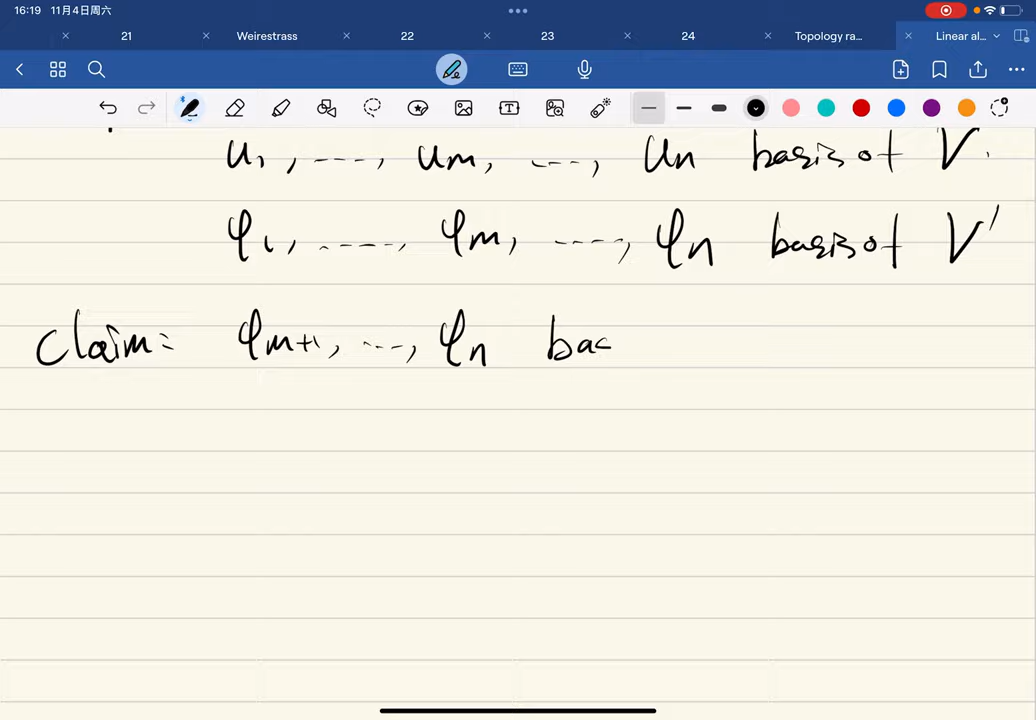 16:19 11月4日周六
21 Weirestrass 22 23 24 Topology ra... Linear al...
u₁, ----, um, ---, un basis of V.
φ₁, ----, φm, ----, φn basis of V'
Claim: φm+1, ---, φn bas